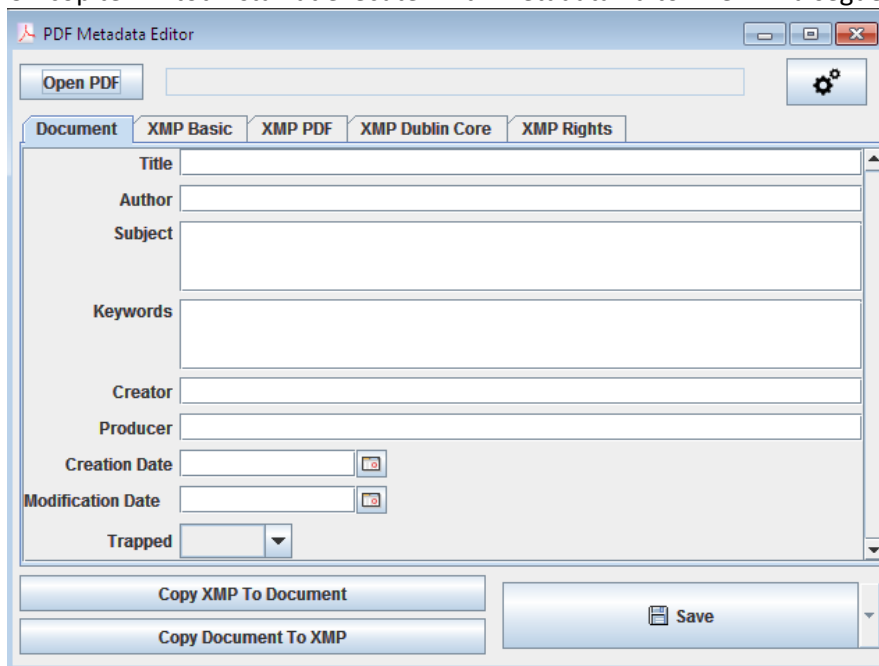 PDF Metadata Editor
Open PDF
Document XMP Basic XMP PDF XMP Dublin Core XMP Rights
Title
Author
Subject
Keywords
Creator
Producer
Creation Date
Modification Date
Trapped
Copy XMP To Document
Save
Copy Document To XMP